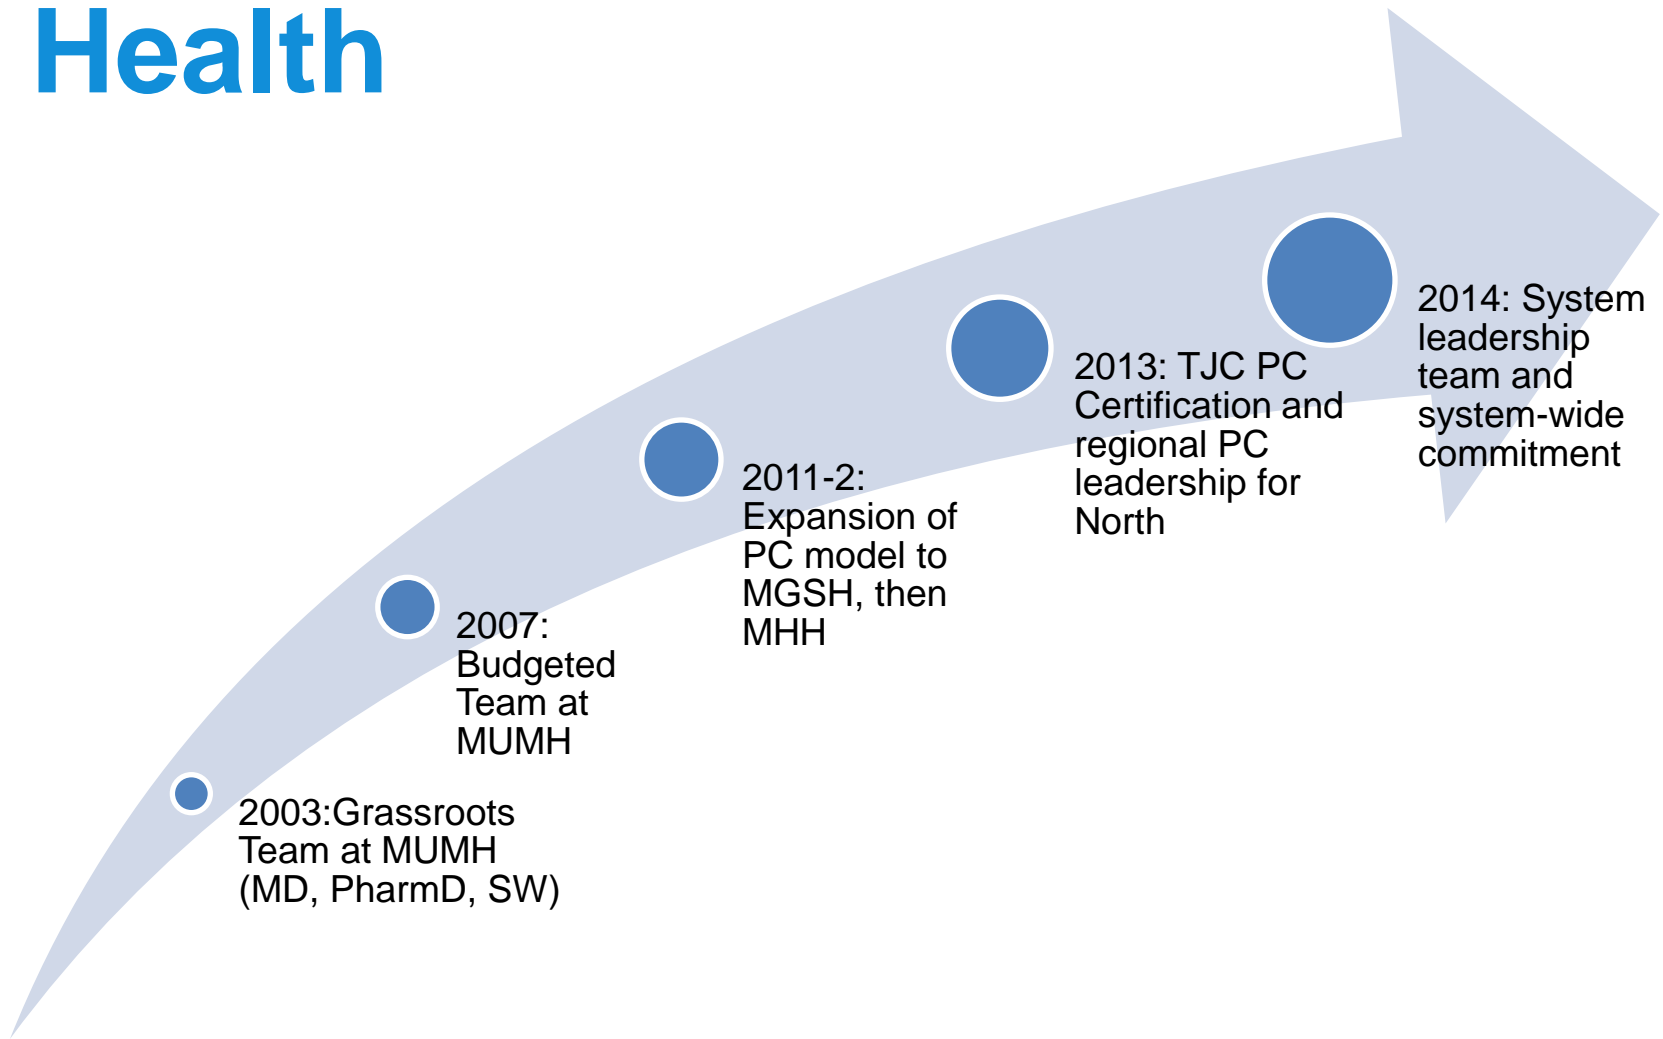 Health
2003:Grassroots
Team at MUMH
(MD, PharmD, SW)
2007:
Budgeted
Team at
MUMH
2011-2:
Expansion of
PC model to
MGSH, then
MHH
2013: TJC PC
Certification and
regional PC
leadership for
North
2014: System
leadership
team and
system-wide
commitment